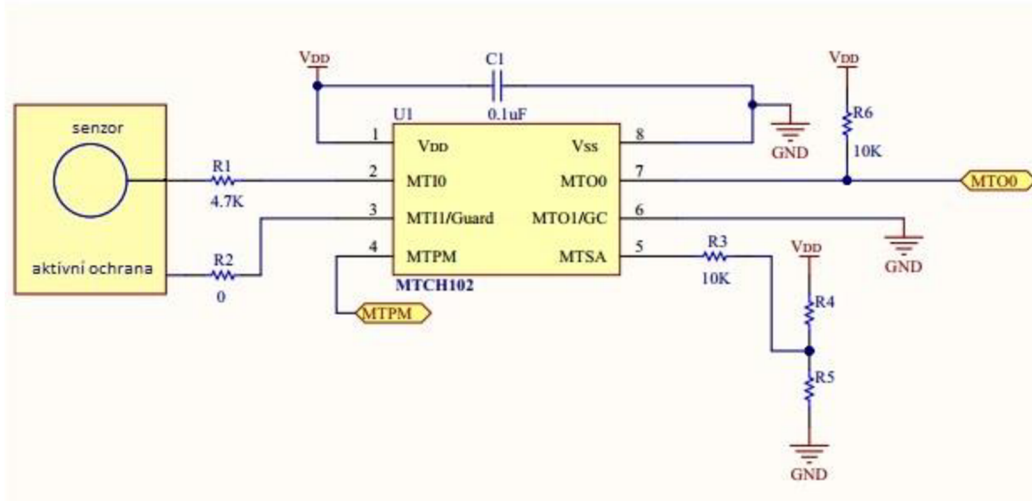 VDD
C1
0.1uF
VDD
R6
10K
GND
U1
senzor
aktivní ochrana
R1
4.7K
R2
0
1 VDD VSS 8
2 MTI0 MTO0 7
3 MTI1/Guard MTO1/GC 6
4 MTPM MTSA 5
MTCH102
MTO0
MTPM
GND
R3
10K
VDD
R4
R5
GND